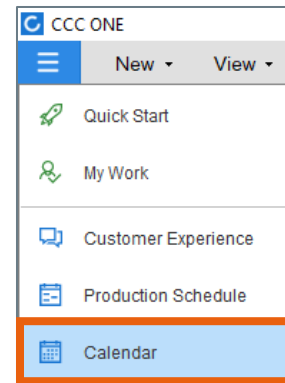 CCC ONE
New View
Quick Start
My Work
Customer Experience
Production Schedule
Calendar